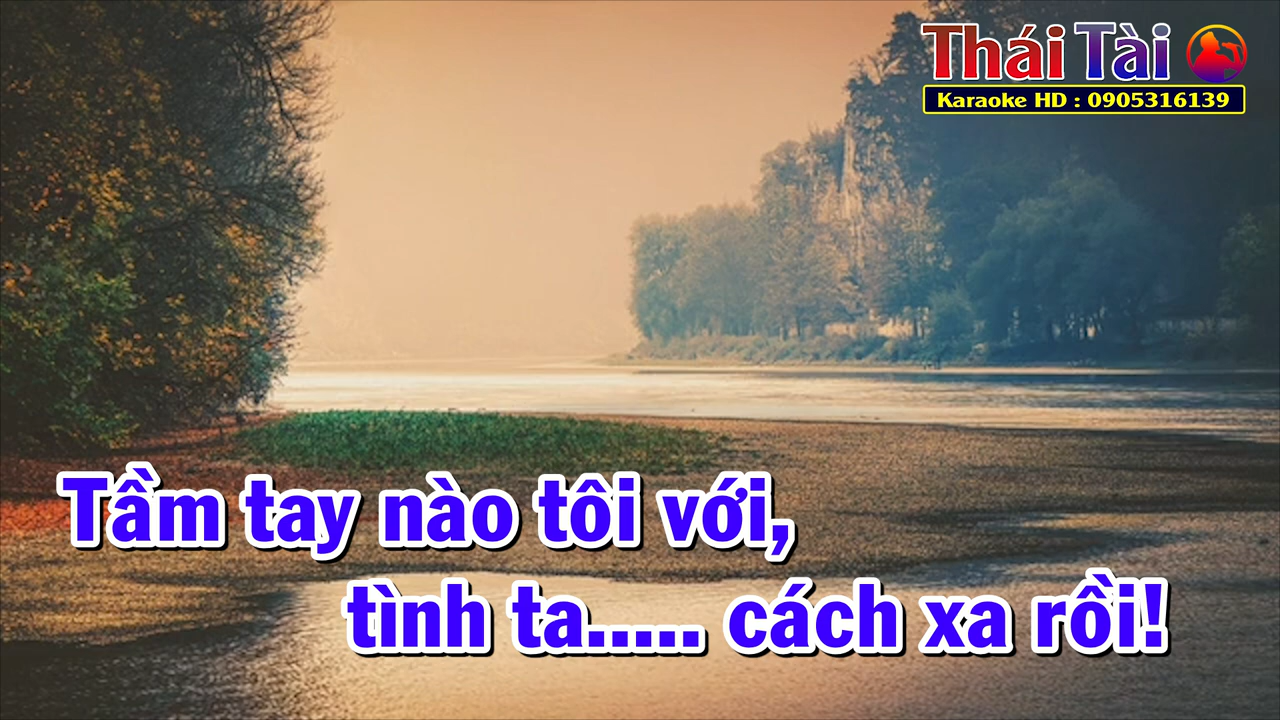 Thái Tài
Karaoke HD : 0905316139
Tầm tay nào tôi với,
tình ta..... cách xa rồi!